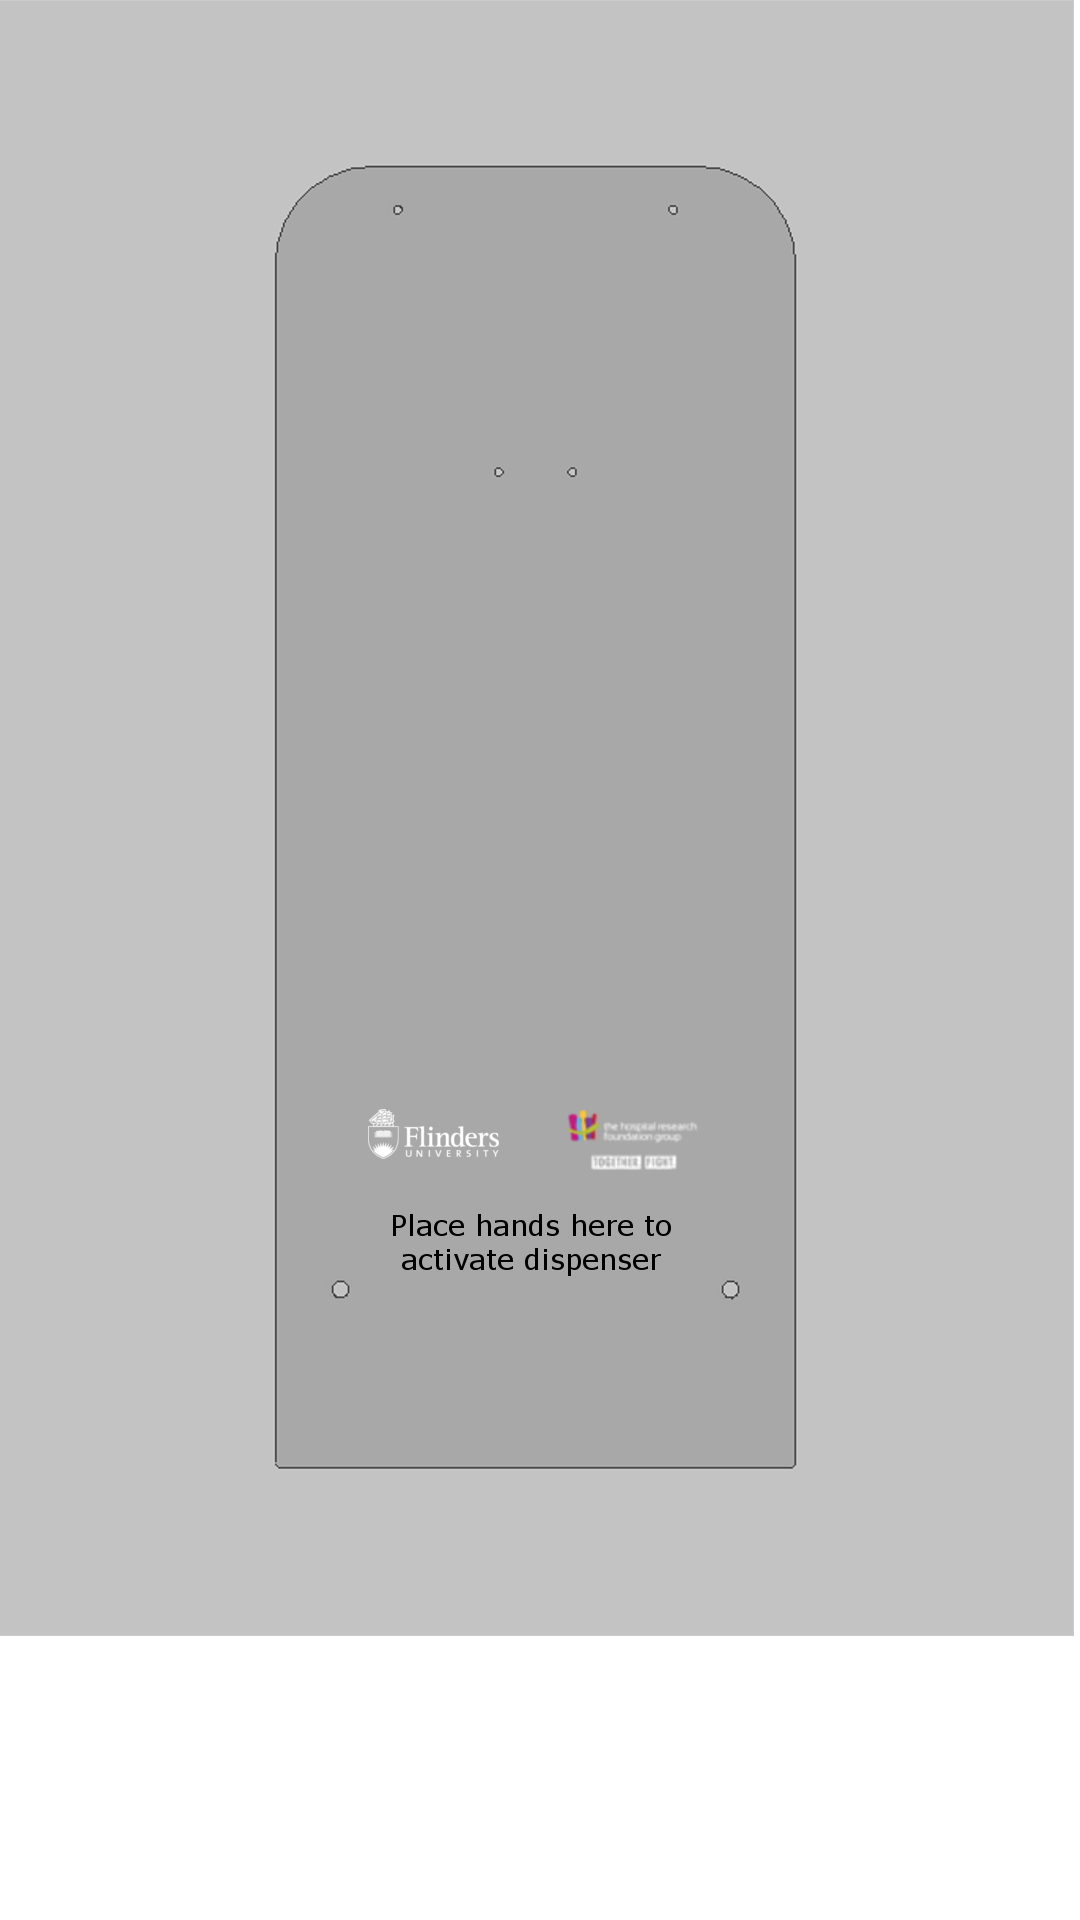 Flinders
UNIVERSITY
the hospital research
foundation group
TOGETHER FIGHT
Place hands here to
activate dispenser